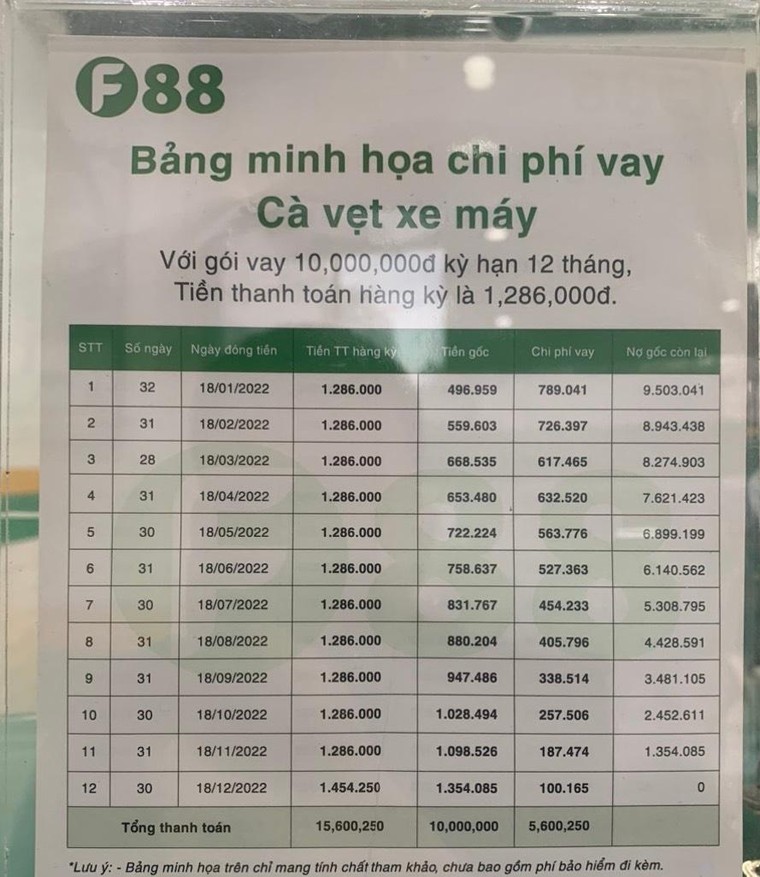 F88
Bảng minh họa chi phí vay
Cà vẹt xe máy
Với gói vay 10,000,000đ kỳ hạn 12 tháng,
Tiền thanh toán hàng kỳ là 1,286,000đ.
STT Số ngày Ngày đóng tiền Tiền TT hàng kỳ Tiền gốc Chi phí vay Nợ gốc còn lại
1 32 18/01/2022 1.286.000 496.959 789.041 9.503.041
2 31 18/02/2022 1.286.000 559.603 726.397 8.943.438
3 28 18/03/2022 1.286.000 668.535 617.465 8.274.903
4 31 18/04/2022 1.286.000 653.480 632.520 7.621.423
5 30 18/05/2022 1.286.000 722.224 563.776 6.899.199
6 31 18/06/2022 1.286.000 758.637 527.363 6.140.562
7 30 18/07/2022 1.286.000 831.767 454.233 5.308.795
8 31 18/08/2022 1.286.000 880.204 405.796 4.428.591
9 31 18/09/2022 1.286.000 947.486 338.514 3.481.105
10 30 18/10/2022 1.286.000 1.028.494 257.506 2.452.611
11 31 18/11/2022 1.286.000 1.098.526 187.474 1.354.085
12 30 18/12/2022 1.454.250 1.354.085 100.165 0
Tổng thanh toán 15,600,250 10,000,000 5,600,250
*Lưu ý: - Bảng minh họa trên chỉ mang tính chất tham khảo, chưa bao gồm phí bảo hiểm đi kèm.